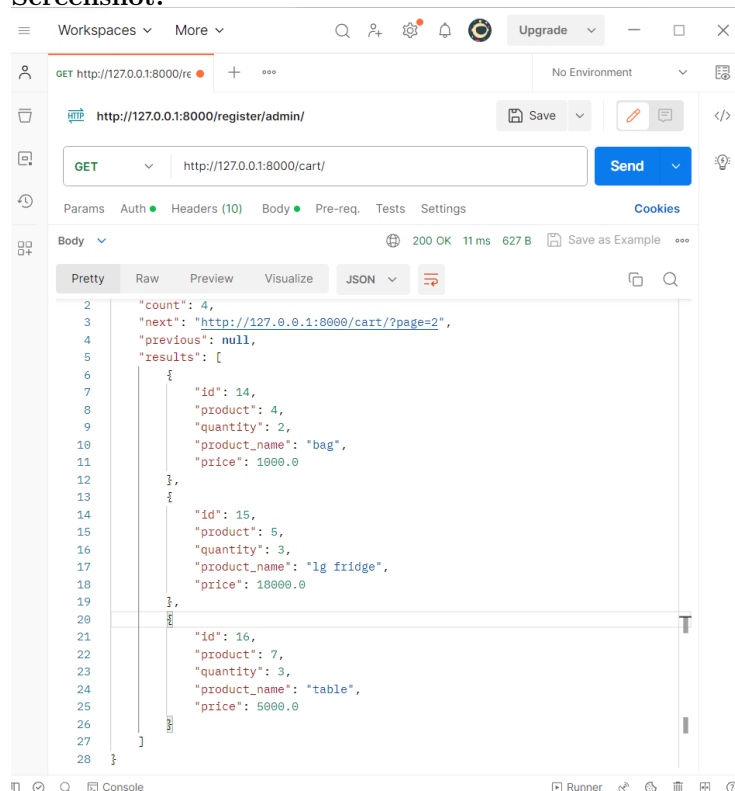 Screenshot:
Workspaces More Upgrade
GET http://127.0.0.1:8000/re No Environment
HTTP http://127.0.0.1:8000/register/admin/ Save
GET http://127.0.0.1:8000/cart/ Send
Params Auth Headers (10) Body Pre-req. Tests Settings Cookies
Body 200 OK 11 ms 627 B Save as Example
Pretty Raw Preview Visualize JSON
2 "count": 4,
3 "next": "http://127.0.0.1:8000/cart/?page=2",
4 "previous": null,
5 "results": [
6 {
7 "id": 14,
8 "product": 4,
9 "quantity": 2,
10 "product_name": "bag",
11 "price": 1000.0
12 },
13 {
14 "id": 15,
15 "product": 5,
16 "quantity": 3,
17 "product_name": "lg fridge",
18 "price": 18000.0
19 },
20 {
21 "id": 16,
22 "product": 7,
23 "quantity": 3,
24 "product_name": "table",
25 "price": 5000.0
26 }
27 ]
28 }
Console Runner